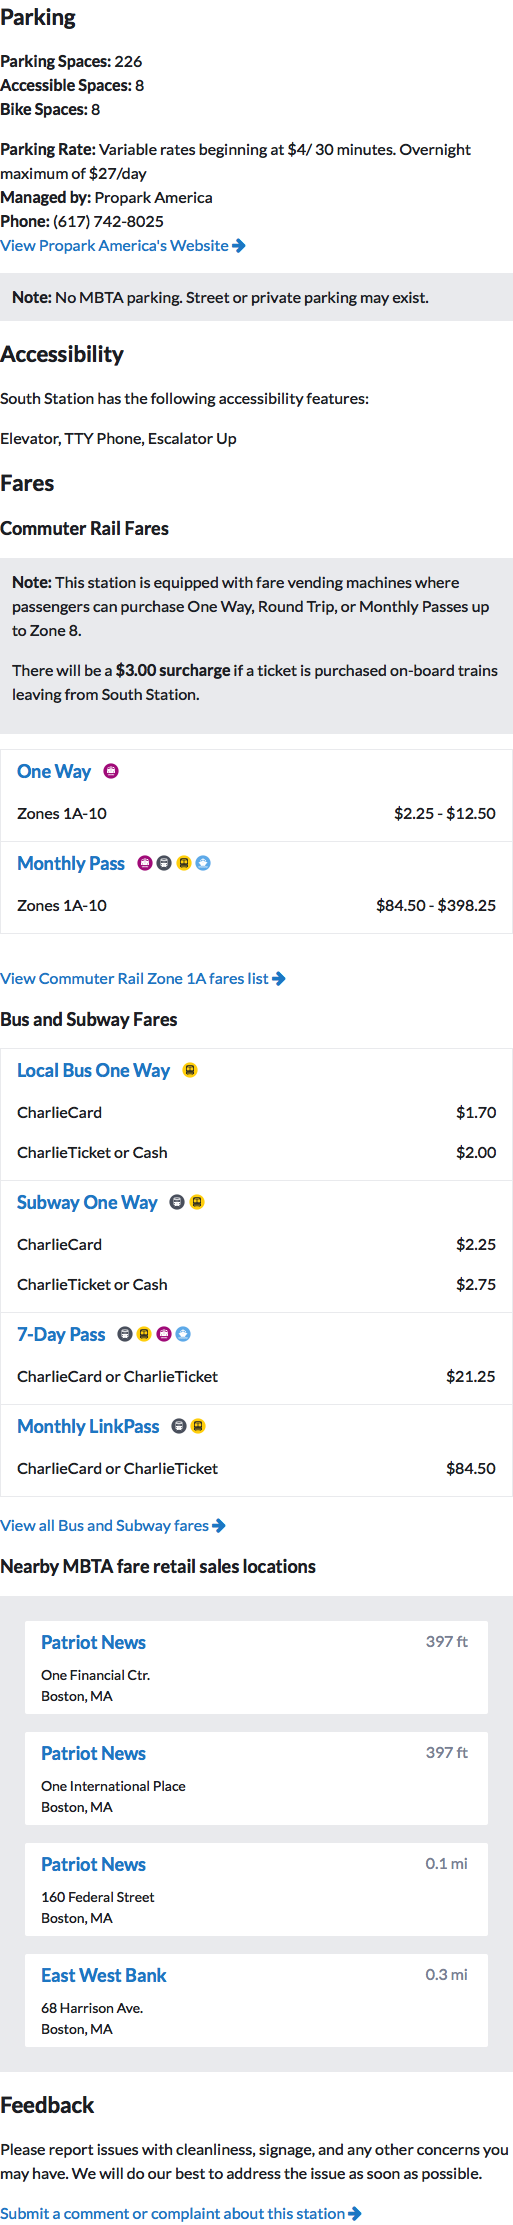 Parking
Parking Spaces: 226
Accessible Spaces: 8
Bike Spaces: 8
Parking Rate: Variable rates beginning at $4/ 30 minutes. Overnight
maximum of $27/day
Managed by: Propark America
Phone: (617) 742-8025
View Propark America's Website
Note: No MBTA parking. Street or private parking may exist.
Accessibility
South Station has the following accessibility features:
Elevator, TTY Phone, Escalator Up
Fares
Commuter Rail Fares
Note: This station is equipped with fare vending machines where
passengers can purchase One Way, Round Trip, or Monthly Passes up
to Zone 8.
There will be a $3.00 surcharge if a ticket is purchased on-board trains
leaving from South Station.
One Way
Zones 1A-10 $2.25 - $12.50
Monthly Pass
Zones 1A-10 $84.50 - $398.25
View Commuter Rail Zone 1A fares list
Bus and Subway Fares
Local Bus One Way
CharlieCard $1.70
CharlieTicket or Cash $2.00
Subway One Way
CharlieCard $2.25
CharlieTicket or Cash $2.75
7-Day Pass
CharlieCard or CharlieTicket $21.25
Monthly LinkPass
CharlieCard or CharlieTicket $84.50
View all Bus and Subway fares
Nearby MBTA fare retail sales locations
Patriot News 397 ft
One Financial Ctr.
Boston, MA
Patriot News 397 ft
One International Place
Boston, MA
Patriot News 0.1 mi
160 Federal Street
Boston, MA
East West Bank 0.3 mi
68 Harrison Ave.
Boston, MA
Feedback
Please report issues with cleanliness, signage, and any other concerns you
may have. We will do our best to address the issue as soon as possible.
Submit a comment or complaint about this station